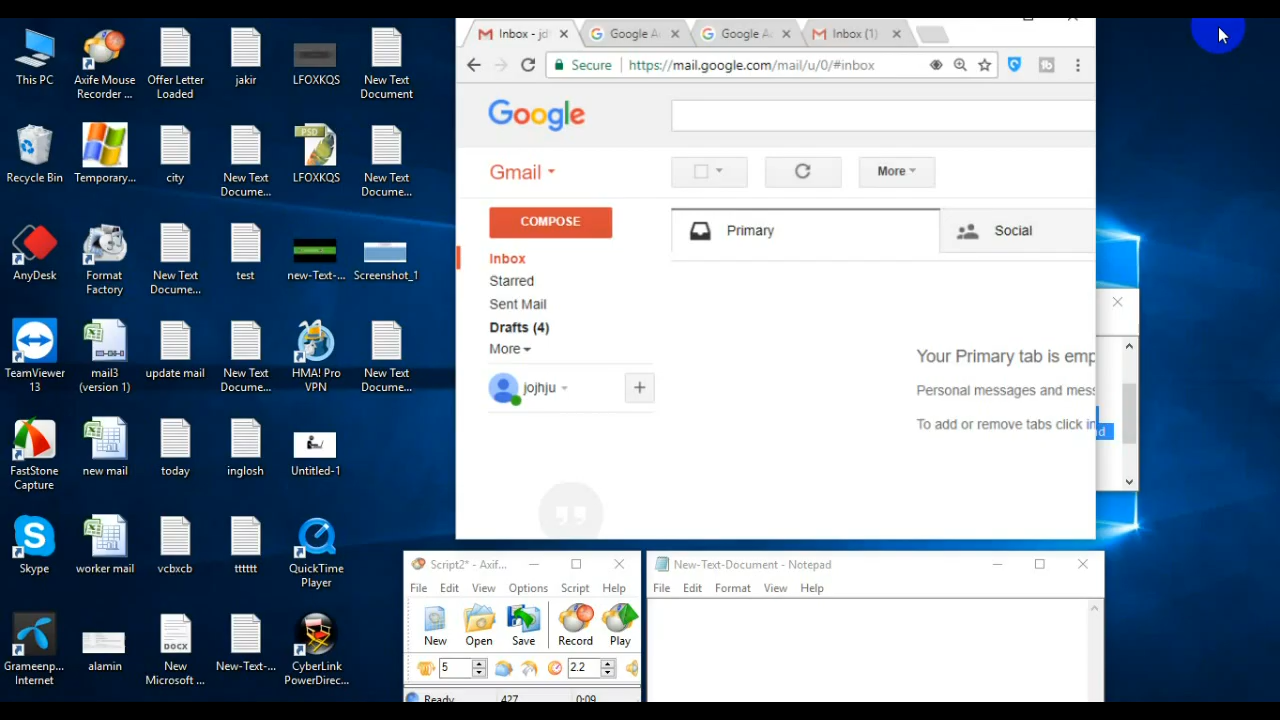 This PC
Axife Mouse
Recorder ...
Offer Letter
Loaded
jakir
LFOXKQS
New Text
Document
Recycle Bin
Temporary...
city
New Text
Docume...
PSD
LFOXKQS
New Text
Docume...
AnyDesk
Format
Factory
New Text
Docume...
test
new-Text-...
Screenshot_1
TeamViewer
13
mail3
(version 1)
update mail
New Text
Docume...
HMA! Pro
VPN
New Text
Docume...
FastStone
Capture
new mail
today
inglosh
Untitled-1
Skype
worker mail
vcbxcb
tttttt
QuickTime
Player
Grameenp...
Internet
alamin
DOCX
New
Microsoft ...
New-Text-...
CyberLink
PowerDirec...
Inbox - jd
Google Ac
Google Ac
Inbox (1)
Secure
https://mail.google.com/mail/u/0/#inbox
Google
Gmail
More
COMPOSE
Primary
Social
Inbox
Starred
Sent Mail
Drafts (4)
More
jojhju
Your Primary tab is emp
Personal messages and mess
To add or remove tabs click in
Script2* - Axif...
File Edit View Options Script Help
New Open Save Record Play
5 2.2
Ready 427 0:09
New-Text-Document - Notepad
File Edit Format View Help